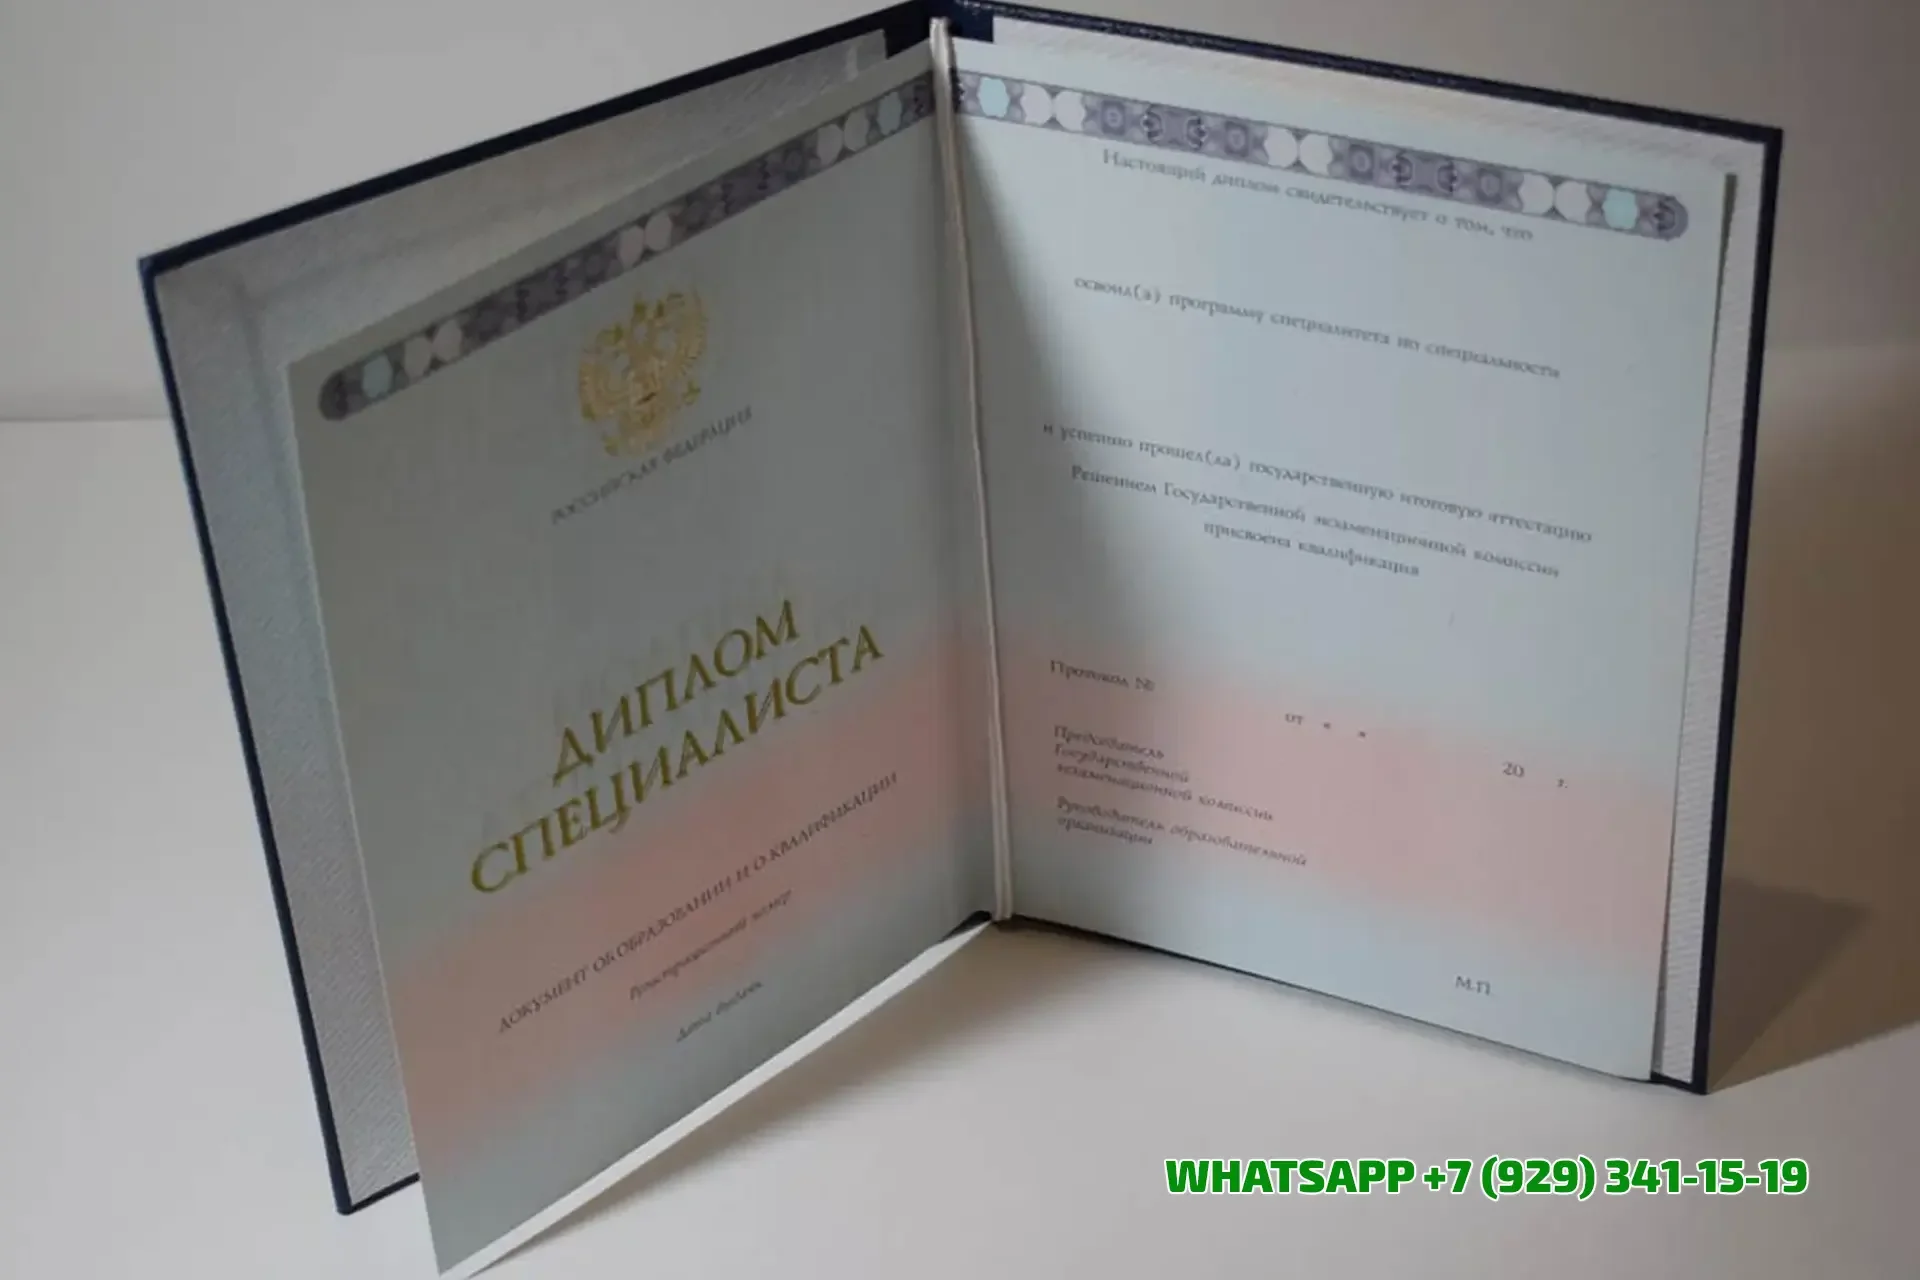 РОССИЙСКАЯ ФЕДЕРАЦИЯ
ДИПЛОМ
СПЕЦИАЛИСТА
ДОКУМЕНТ ОБ ОБРАЗОВАНИИ И О КВАЛИФИКАЦИИ
Регистрационный номер
Дата выдачи
Настоящий диплом свидетельствует о том, что
освоил(а) программу специалитета по специальности
и успешно прошел(ла) государственную итоговую аттестацию
Решением Государственной экзаменационной комиссии
присвоена квалификация
Протокол №
от « » 20 г.
Председатель
Государственной
экзаменационной комиссии
Руководитель образовательной
организации
М.П.
WHATSAPP +7 (929) 341-15-19